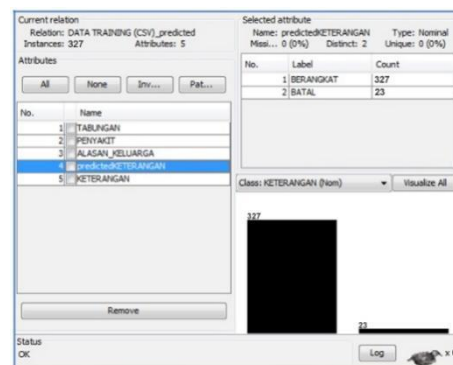 Current relation
Relation: DATA TRAINING (CSV)_predicted
Instances: 327 Attributes: 5
Attributes
All None Inv... Pat...
No. Name
1 TABUNGAN
2 PENYAKIT
3 ALASAN_KELUARGA
4 predictedKETERANGAN
5 KETERANGAN
Remove
Selected attribute
Name: predictedKETERANGAN Type: Nominal
Missi... 0 (0%) Distinct: 2 Unique: 0 (0%)
No. Label Count
1 BERANGKAT 327
2 BATAL 23
Class: KETERANGAN (Nom) Visualize All
327
23
Status
OK
Log